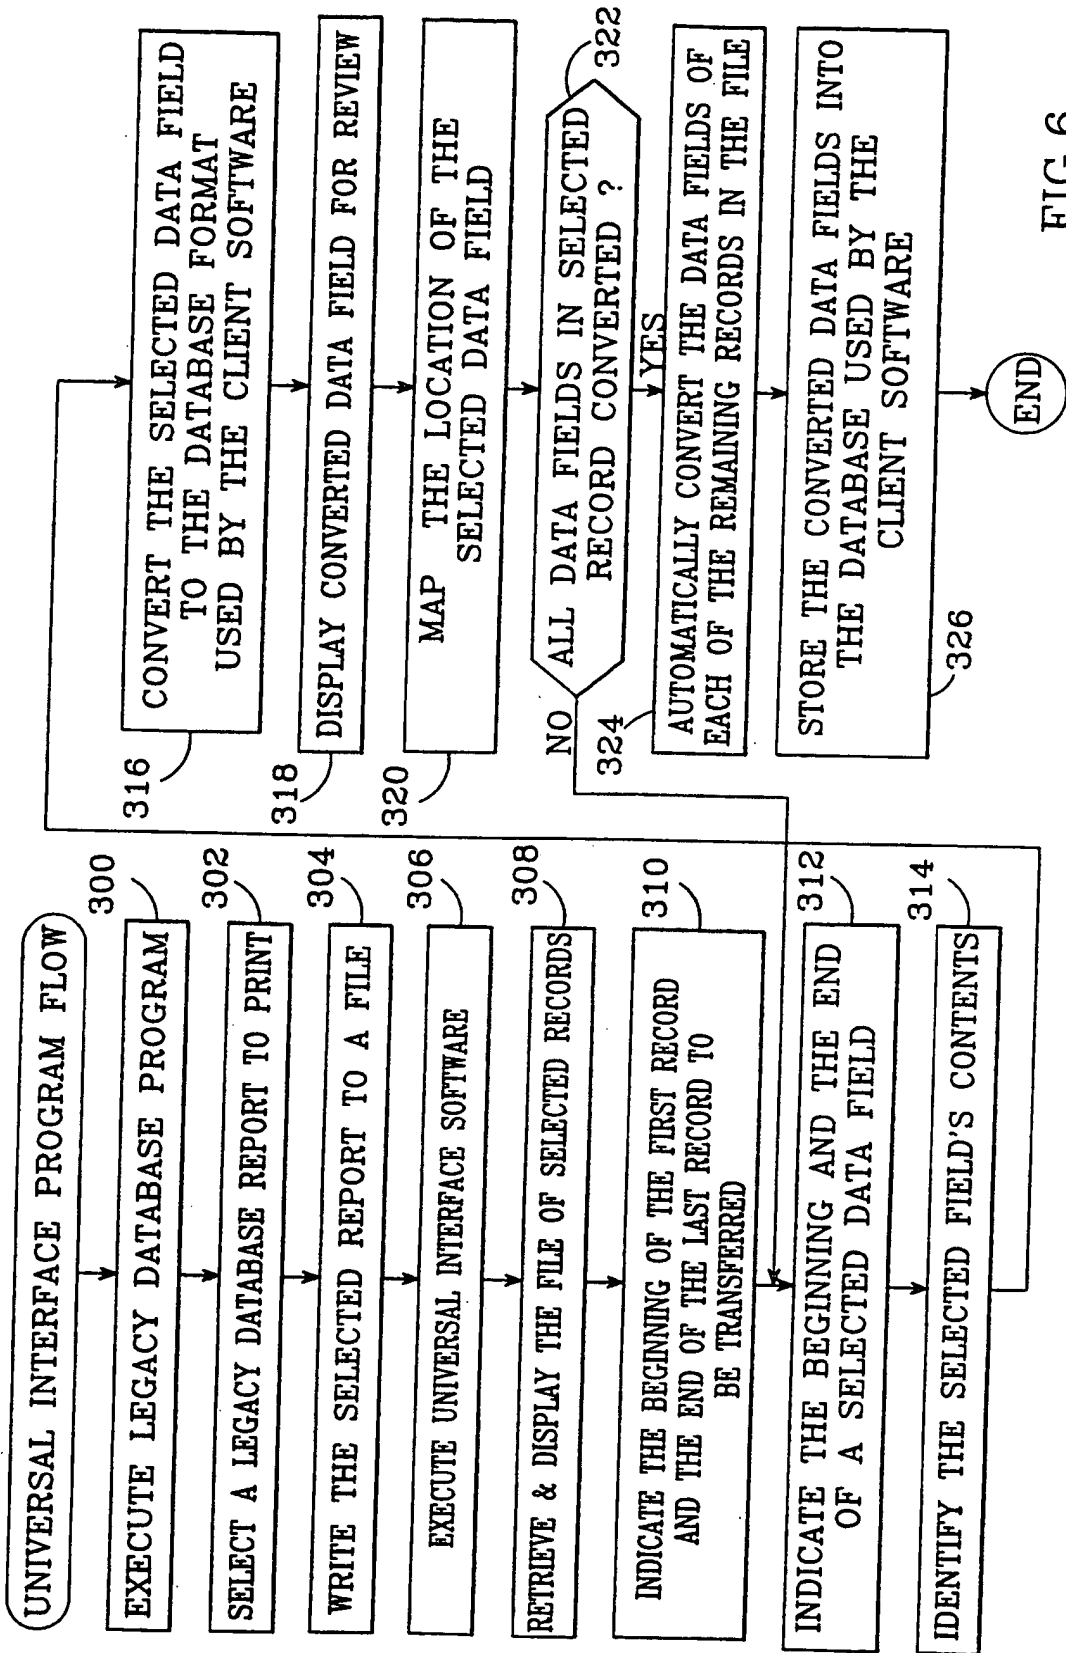 UNIVERSAL INTERFACE PROGRAM FLOW
300
EXECUTE LEGACY DATABASE PROGRAM
302
SELECT A LEGACY DATABASE REPORT TO PRINT
304
WRITE THE SELECTED REPORT TO A FILE
306
EXECUTE UNIVERSAL INTERFACE SOFTWARE
308
RETRIEVE & DISPLAY THE FILE OF SELECTED RECORDS
310
INDICATE THE BEGINNING OF THE FIRST RECORD
AND THE END OF THE LAST RECORD TO
BE TRANSFERRED
312
INDICATE THE BEGINNING AND THE END
OF A SELECTED DATA FIELD
314
IDENTIFY THE SELECTED FIELD'S CONTENTS
316
CONVERT THE SELECTED DATA FIELD
TO THE DATABASE FORMAT
USED BY THE CLIENT SOFTWARE
318
DISPLAY CONVERTED DATA FIELD FOR REVIEW
320
MAP THE LOCATION OF THE
SELECTED DATA FIELD
322
NO
ALL DATA FIELDS IN SELECTED
RECORD CONVERTED ?
YES
324
AUTOMATICALLY CONVERT THE DATA FIELDS OF
EACH OF THE REMAINING RECORDS IN THE FILE
STORE THE CONVERTED DATA FIELDS INTO
THE DATABASE USED BY THE
CLIENT SOFTWARE
326
END
FIG 6